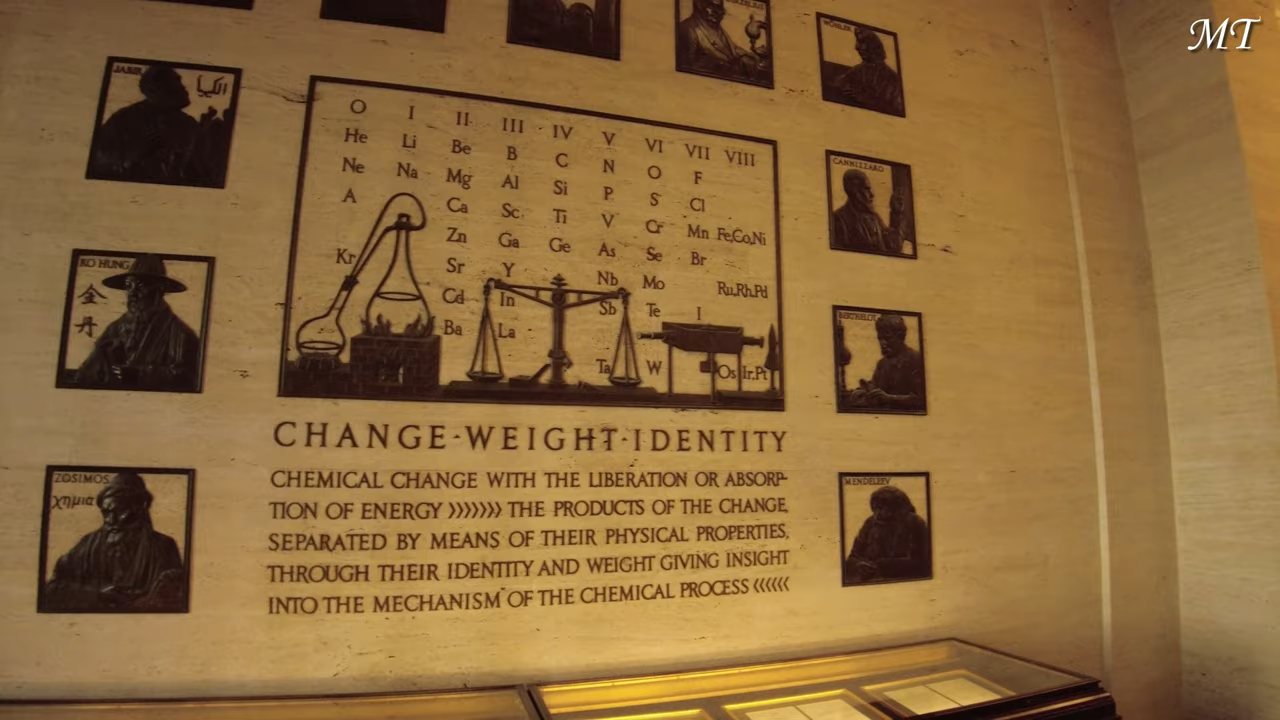 MT
WÖHLER
JABIR
الكيميا
O I II III IV V VI VII VIII
He Li Be B C N O F
Ne Na Mg Al Si P S Cl
A Ca Sc Ti V Cr Mn Fe,Co,Ni
Zn Ga Ge As Se Br
Kr Sr Y Nb Mo Ru,Rh,Pd
Cd In Sb Te I
Ba La Ta W Os Ir,Pt
CANNIZZARO
KO HUNG
金
丹
BERTHELOT
CHANGE·WEIGHT·IDENTITY
CHEMICAL CHANGE WITH THE LIBERATION OR ABSORP-
TION OF ENERGY ››››››› THE PRODUCTS OF THE CHANGE,
SEPARATED BY MEANS OF THEIR PHYSICAL PROPERTIES,
THROUGH THEIR IDENTITY AND WEIGHT GIVING INSIGHT
INTO THE MECHANISM OF THE CHEMICAL PROCESS ‹‹‹‹‹‹
ZOSIMOS
χημια
MENDELEEV